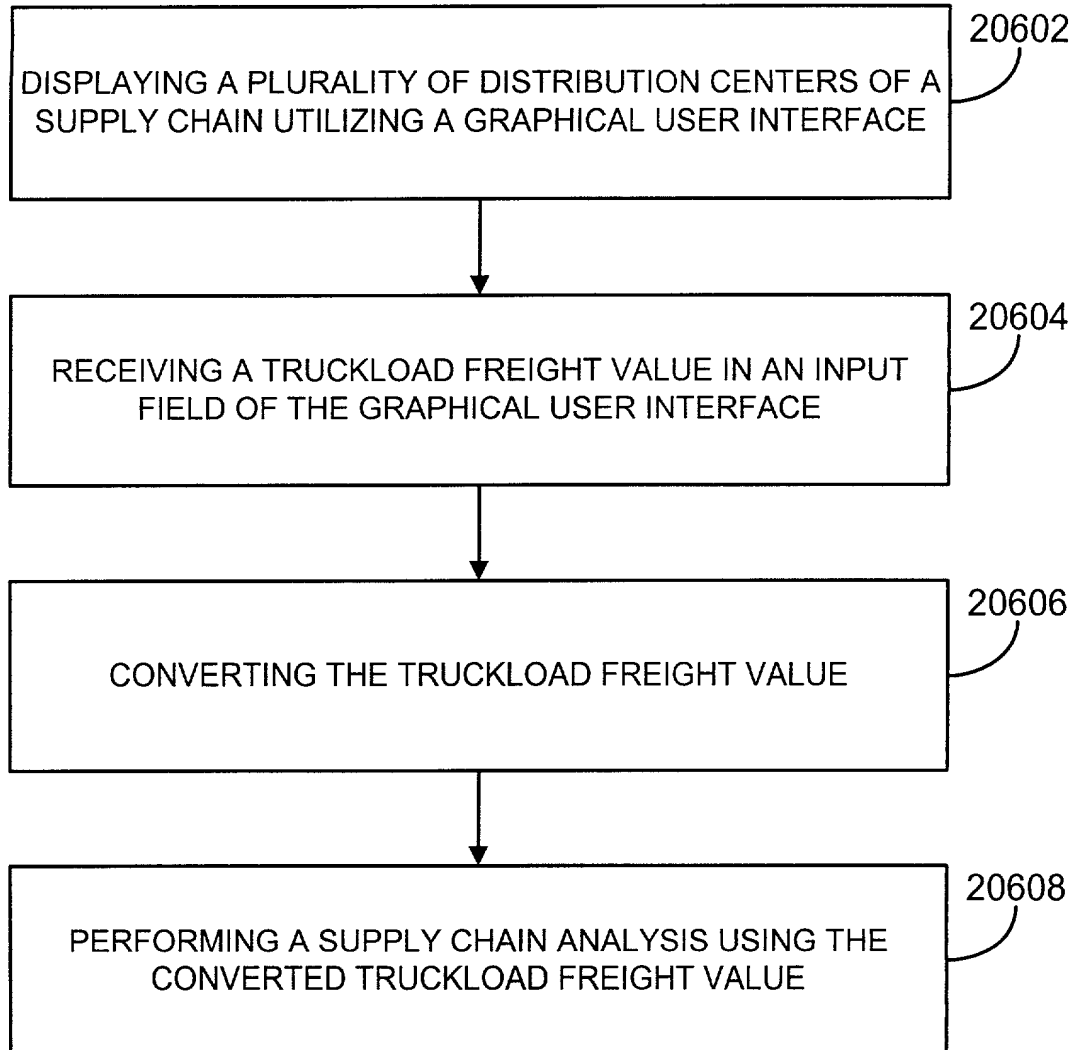 20602
DISPLAYING A PLURALITY OF DISTRIBUTION CENTERS OF A
SUPPLY CHAIN UTILIZING A GRAPHICAL USER INTERFACE
20604
RECEIVING A TRUCKLOAD FREIGHT VALUE IN AN INPUT
FIELD OF THE GRAPHICAL USER INTERFACE
20606
CONVERTING THE TRUCKLOAD FREIGHT VALUE
20608
PERFORMING A SUPPLY CHAIN ANALYSIS USING THE
CONVERTED TRUCKLOAD FREIGHT VALUE